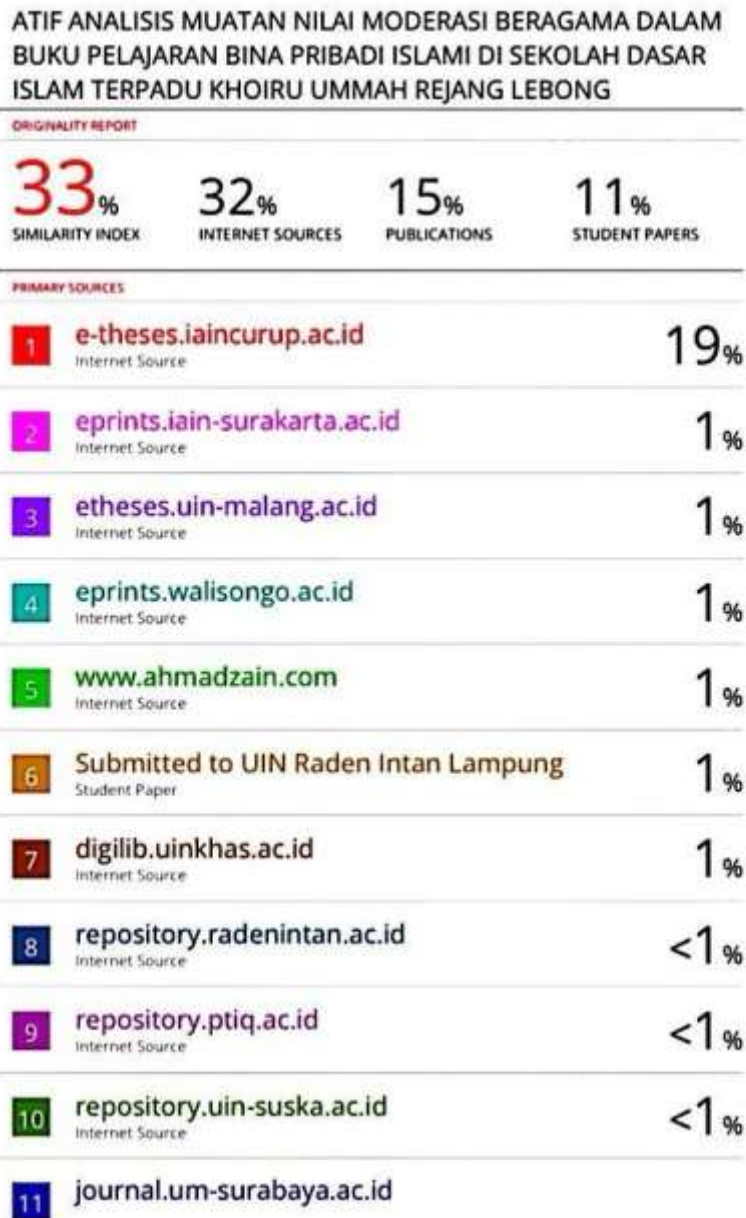 ATIF ANALISIS MUATAN NILAI MODERASI BERAGAMA DALAM
BUKU PELAJARAN BINA PRIBADI ISLAMI DI SEKOLAH DASAR
ISLAM TERPADU KHOIRU UMMAH REJANG LEBONG
ORIGINALITY REPORT
33% 32% 15% 11%
SIMILARITY INDEX INTERNET SOURCES PUBLICATIONS STUDENT PAPERS
PRIMARY SOURCES
1 e-theses.iaincurup.ac.id 19%
Internet Source
2 eprints.iain-surakarta.ac.id 1%
Internet Source
3 etheses.uin-malang.ac.id 1%
Internet Source
4 eprints.walisongo.ac.id 1%
Internet Source
5 www.ahmadzain.com 1%
Internet Source
6 Submitted to UIN Raden Intan Lampung 1%
Student Paper
7 digilib.uinkhas.ac.id 1%
Internet Source
8 repository.radenintan.ac.id <1%
Internet Source
9 repository.ptiq.ac.id <1%
Internet Source
10 repository.uin-suska.ac.id <1%
Internet Source
11 journal.um-surabaya.ac.id